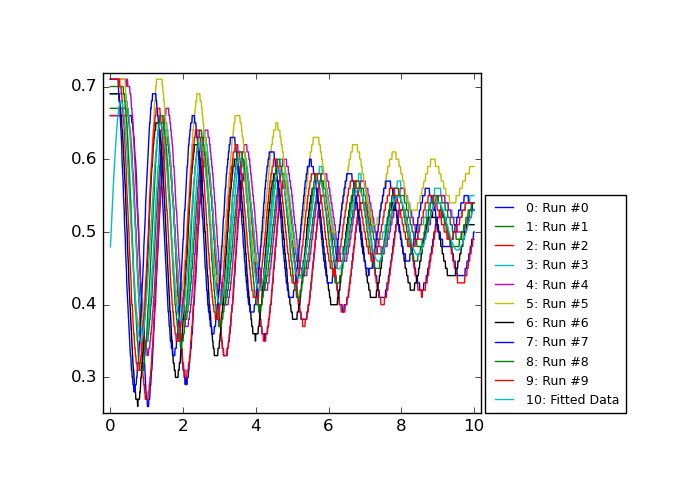 0.7
0.6
0.5
0.4
0.3
0 2 4 6 8 10
0: Run #0
1: Run #1
2: Run #2
3: Run #3
4: Run #4
5: Run #5
6: Run #6
7: Run #7
8: Run #8
9: Run #9
10: Fitted Data